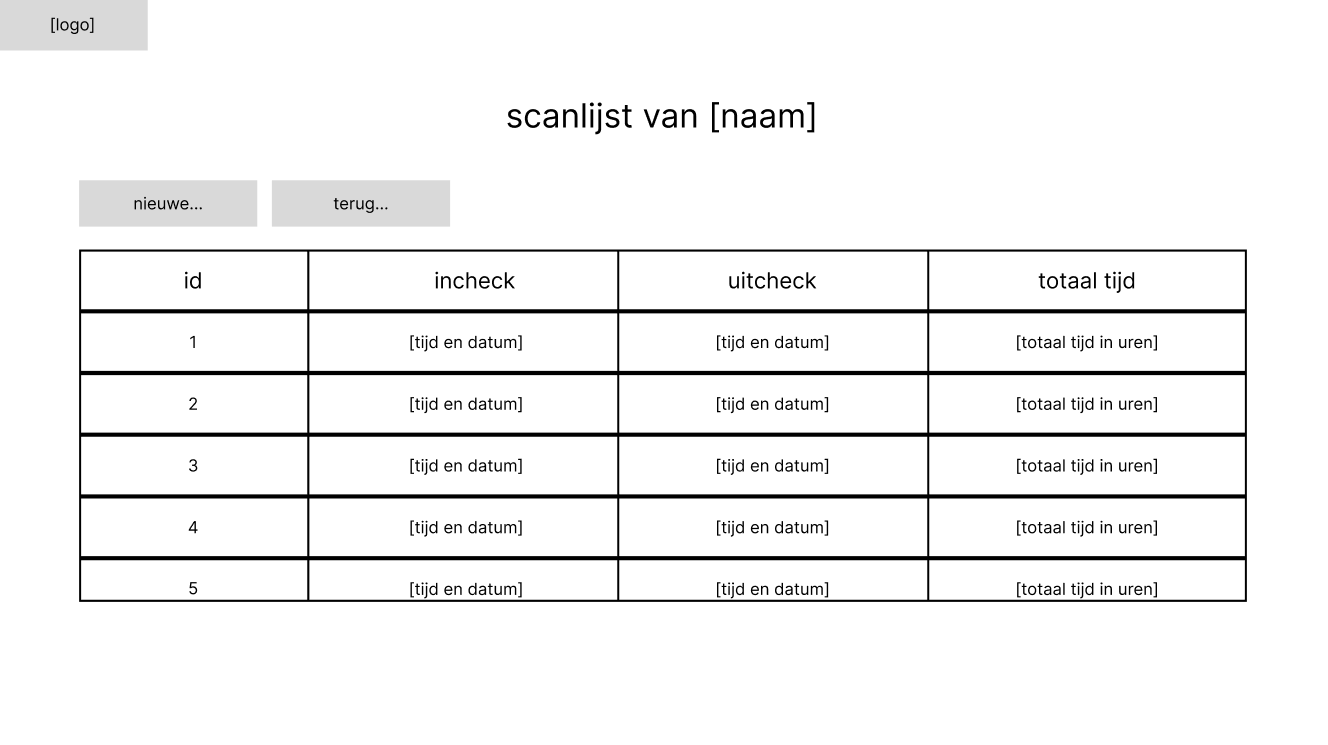 [logo]
scanlijst van [naam]
nieuwe... terug...
id incheck uitcheck totaal tijd
1 [tijd en datum] [tijd en datum] [totaal tijd in uren]
2 [tijd en datum] [tijd en datum] [totaal tijd in uren]
3 [tijd en datum] [tijd en datum] [totaal tijd in uren]
4 [tijd en datum] [tijd en datum] [totaal tijd in uren]
5 [tijd en datum] [tijd en datum] [totaal tijd in uren]